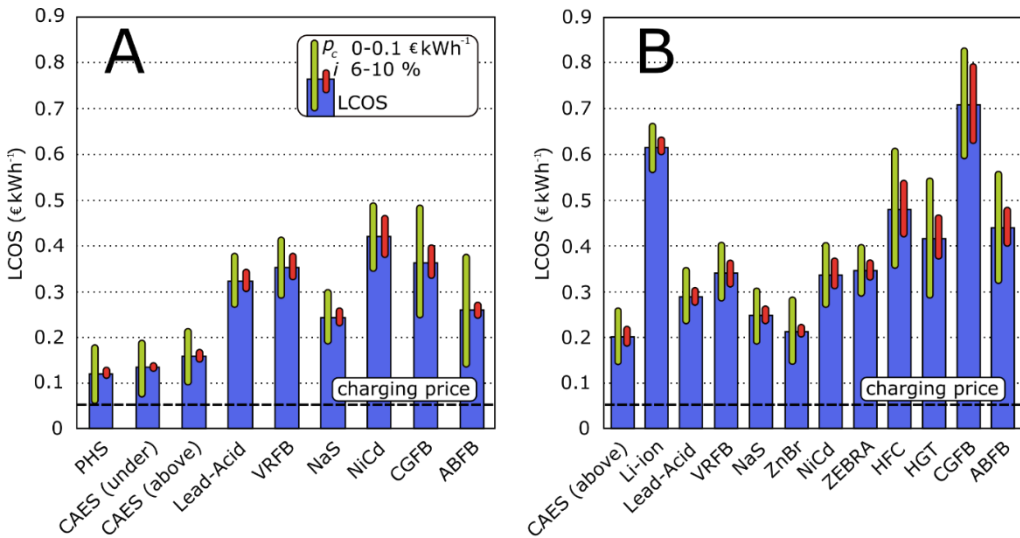 A
LCOS (€ kWh⁻¹)
0.9
0.8
0.7
0.6
0.5
0.4
0.3
0.2
0.1
0
p_c 0-0.1 € kWh⁻¹
i 6-10 %
LCOS
charging price
PHS
CAES (under)
CAES (above)
Lead-Acid
VRFB
NaS
NiCd
CGFB
ABFB
B
LCOS (€ kWh⁻¹)
0.9
0.8
0.7
0.6
0.5
0.4
0.3
0.2
0.1
0
charging price
CAES (above)
Li-ion
Lead-Acid
VRFB
NaS
ZnBr
NiCd
ZEBRA
HFC
HGT
CGFB
ABFB